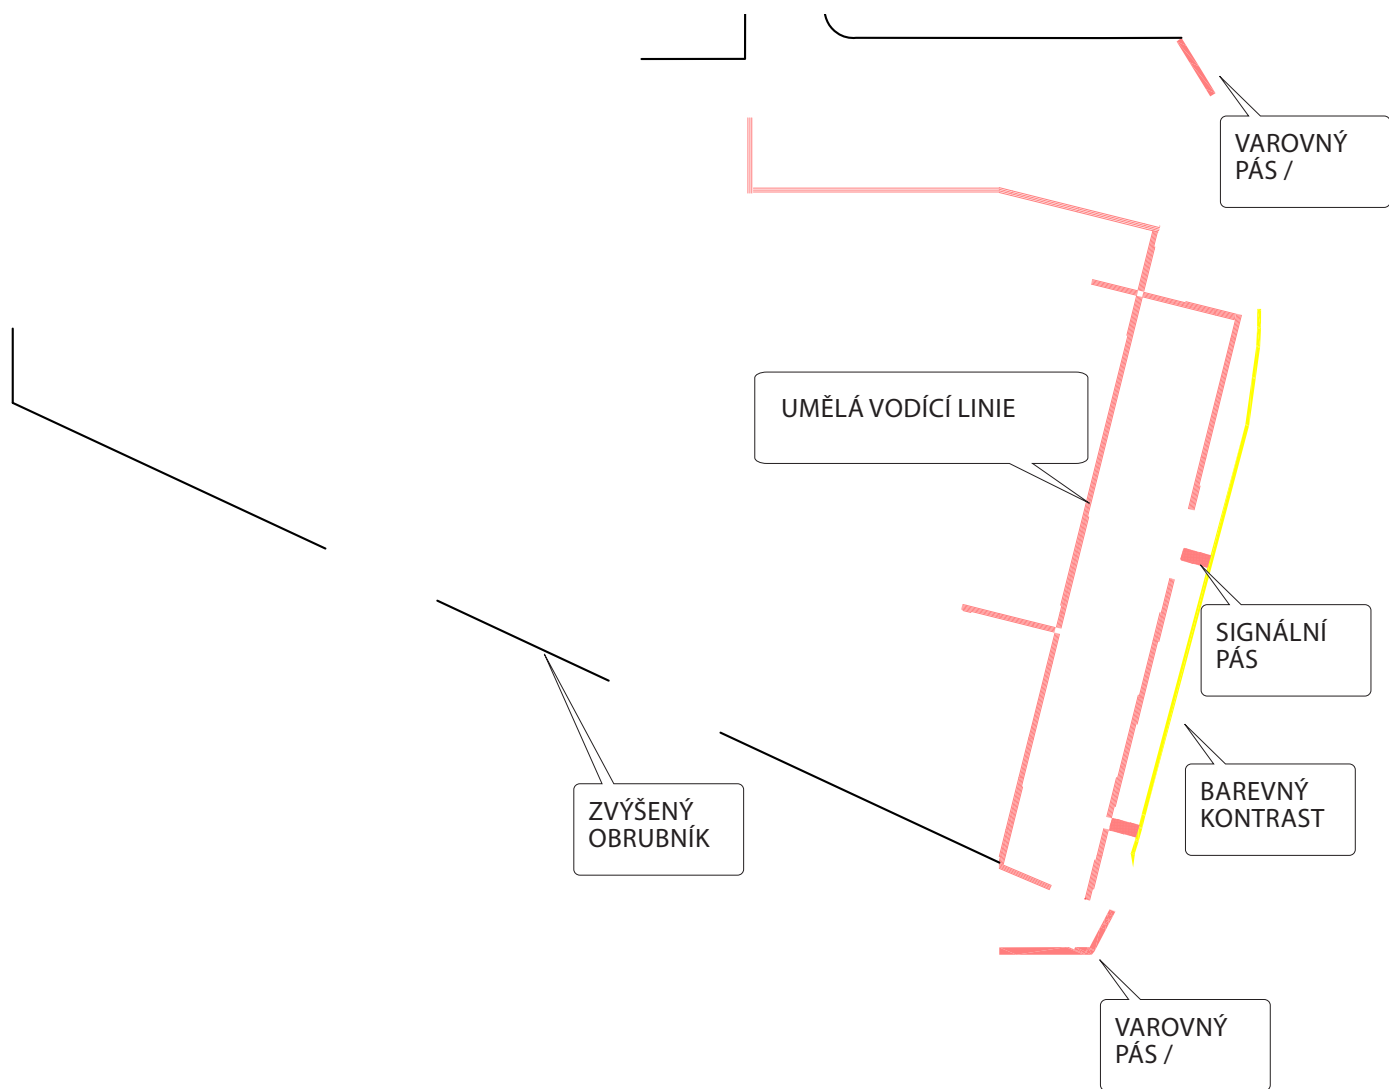 VAROVNÝ
PÁS /
UMĚLÁ VODÍCÍ LINIE
SIGNÁLNÍ
PÁS
BAREVNÝ
KONTRAST
ZVÝŠENÝ
OBRUBNÍK
VAROVNÝ
PÁS /